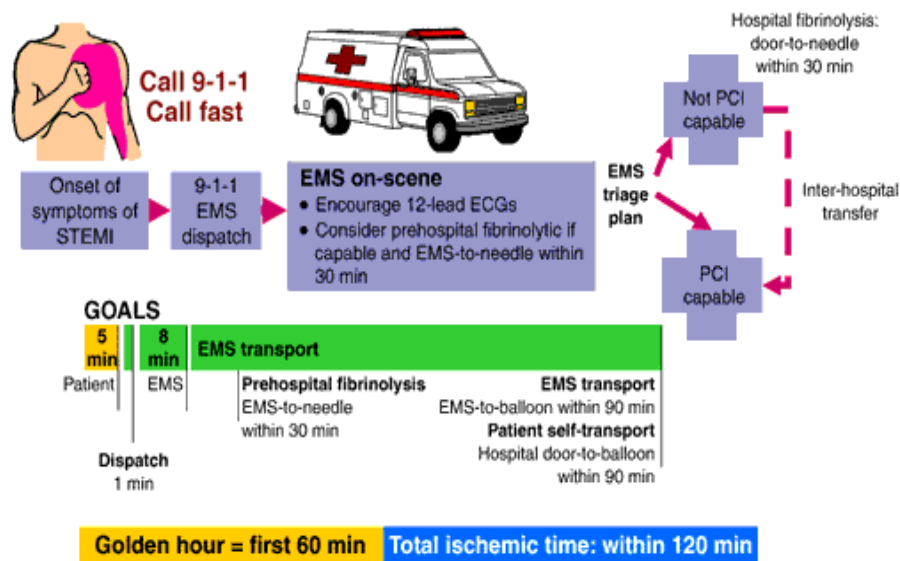 Call 9-1-1
Call fast
Hospital fibrinolysis:
door-to-needle
within 30 min
Not PCI
capable
Onset of
symptoms of
STEMI
9-1-1
EMS
dispatch
EMS on-scene
• Encourage 12-lead ECGs
• Consider prehospital fibrinolytic if
capable and EMS-to-needle within
30 min
EMS
triage
plan
Inter-hospital
transfer
PCI
capable
GOALS
5
min
8
min
EMS transport
Patient
EMS
Dispatch
1 min
Prehospital fibrinolysis
EMS-to-needle
within 30 min
EMS transport
EMS-to-balloon within 90 min
Patient self-transport
Hospital door-to-balloon
within 90 min
Golden hour = first 60 min
Total ischemic time: within 120 min